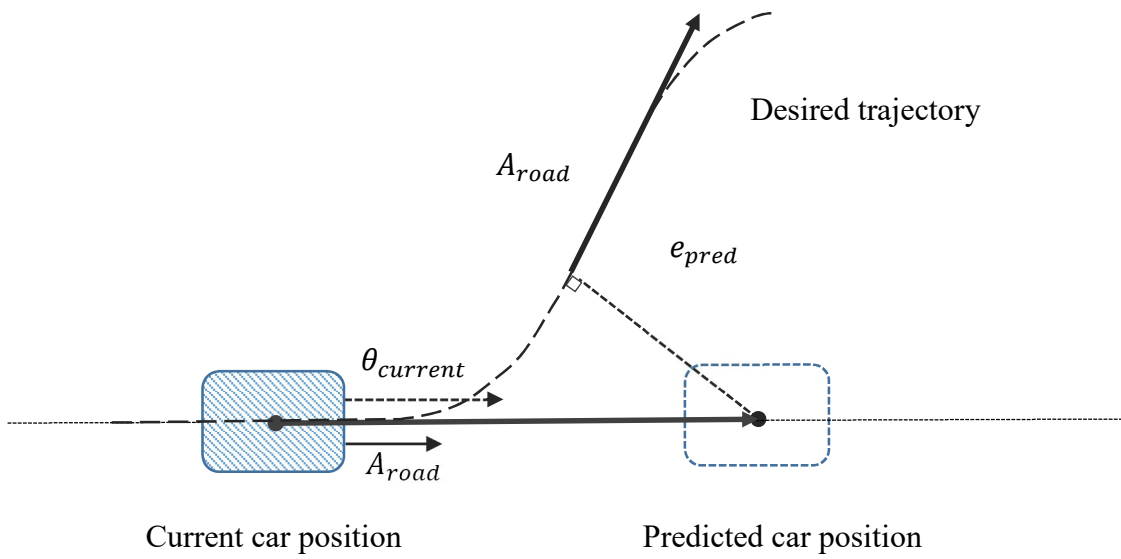 Desired trajectory
A_road
e_pred
θ_current
A_road
Current car position
Predicted car position